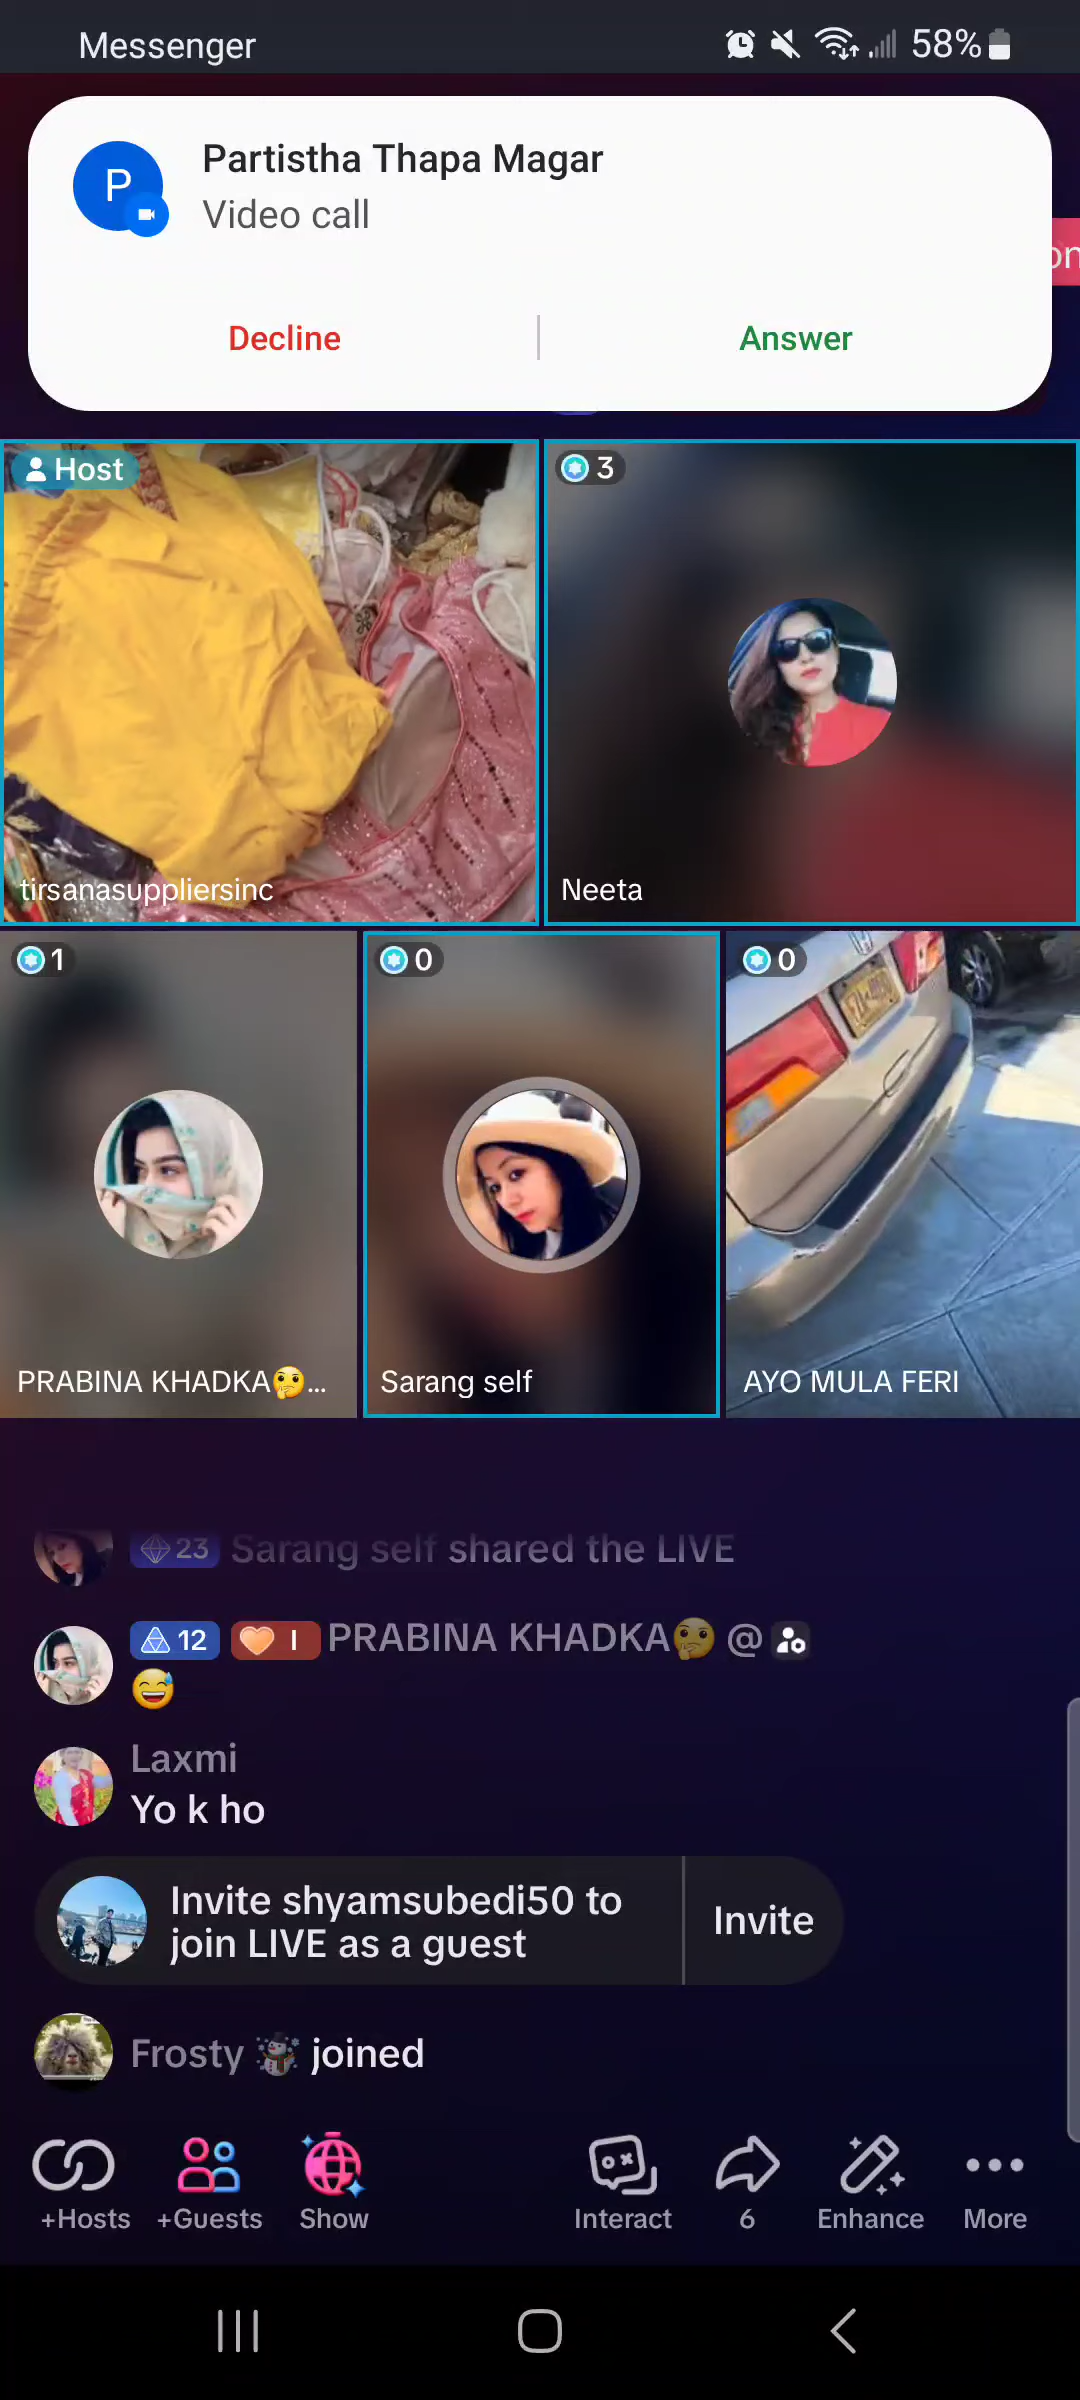 Messenger
58%
Partistha Thapa Magar
Video call
Decline
Answer
Host
3
tirsanasuppliersinc
Neeta
1
0
0
PRABINA KHADKA🤔...
Sarang self
AYO MULA FERI
23 Sarang self shared the LIVE
12 I PRABINA KHADKA🤔 @
😅
Laxmi
Yo k ho
Invite shyamsubedi50 to
join LIVE as a guest
Invite
Frosty ☃️ joined
+Hosts
+Guests
Show
Interact
6
Enhance
More